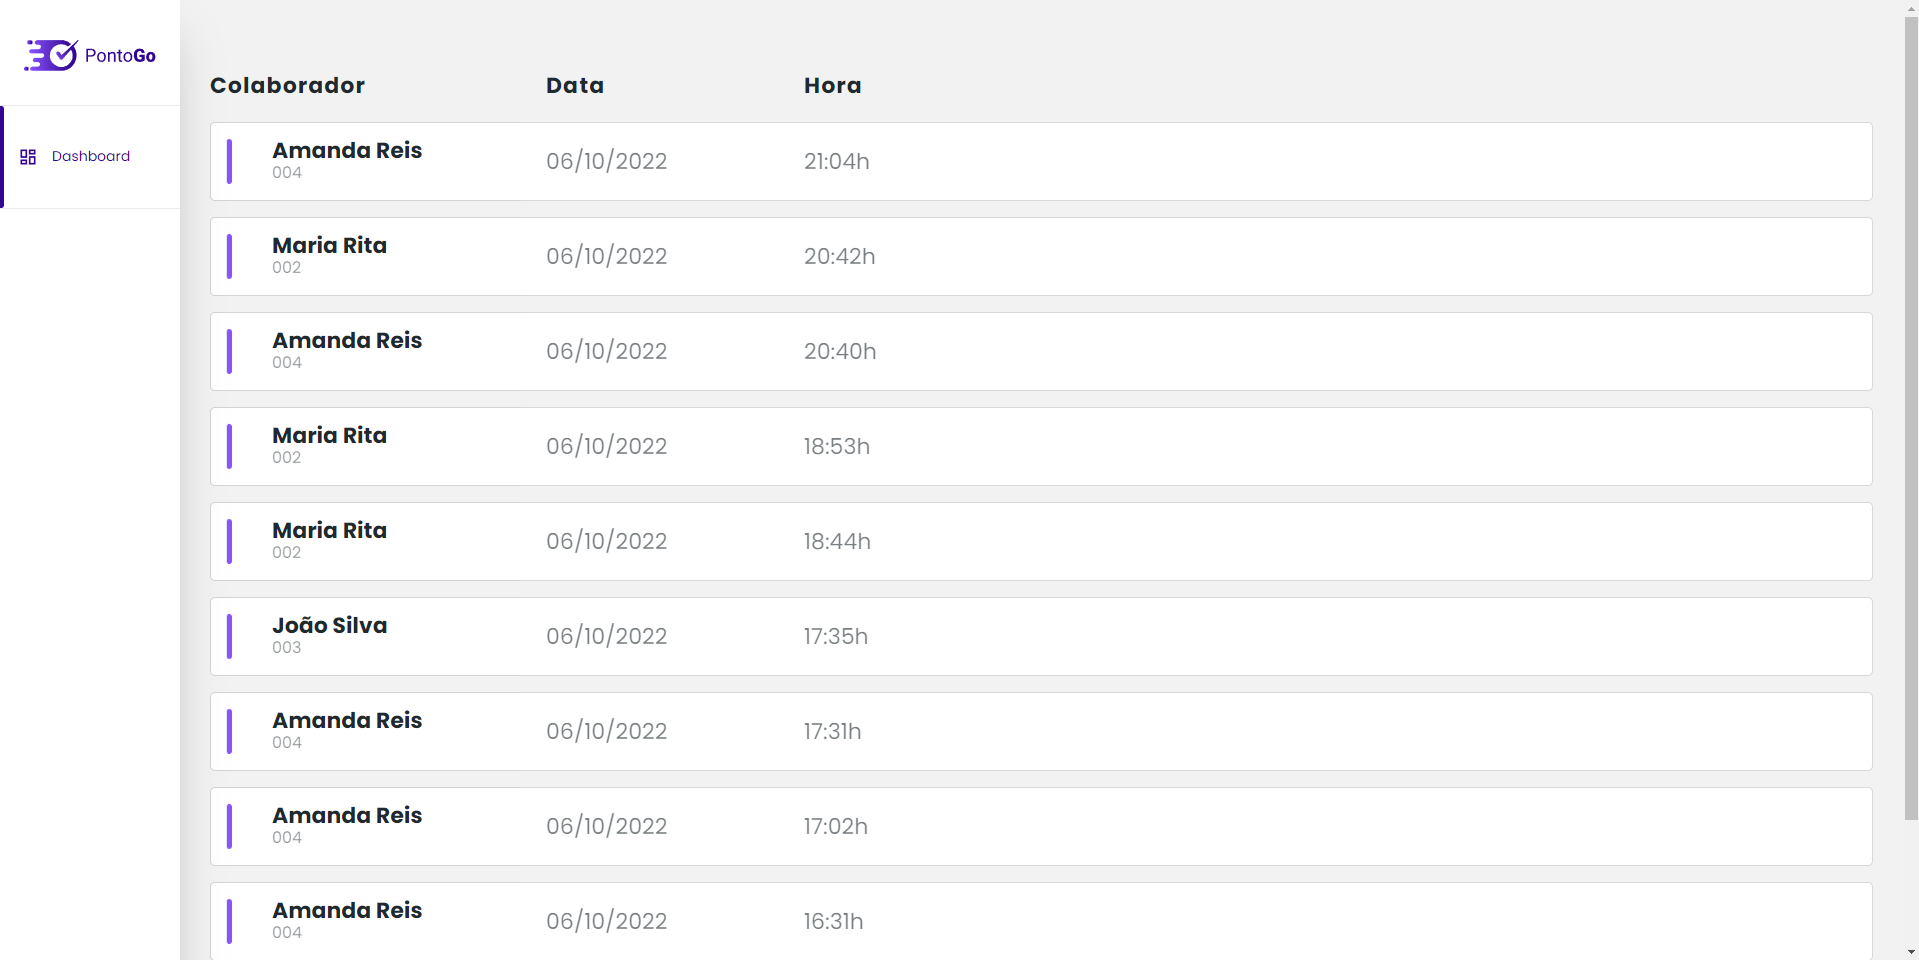 PontoGo
Dashboard
Colaborador Data Hora
Amanda Reis
004
06/10/2022 21:04h
Maria Rita
002
06/10/2022 20:42h
Amanda Reis
004
06/10/2022 20:40h
Maria Rita
002
06/10/2022 18:53h
Maria Rita
002
06/10/2022 18:44h
João Silva
003
06/10/2022 17:35h
Amanda Reis
004
06/10/2022 17:31h
Amanda Reis
004
06/10/2022 17:02h
Amanda Reis
004
06/10/2022 16:31h